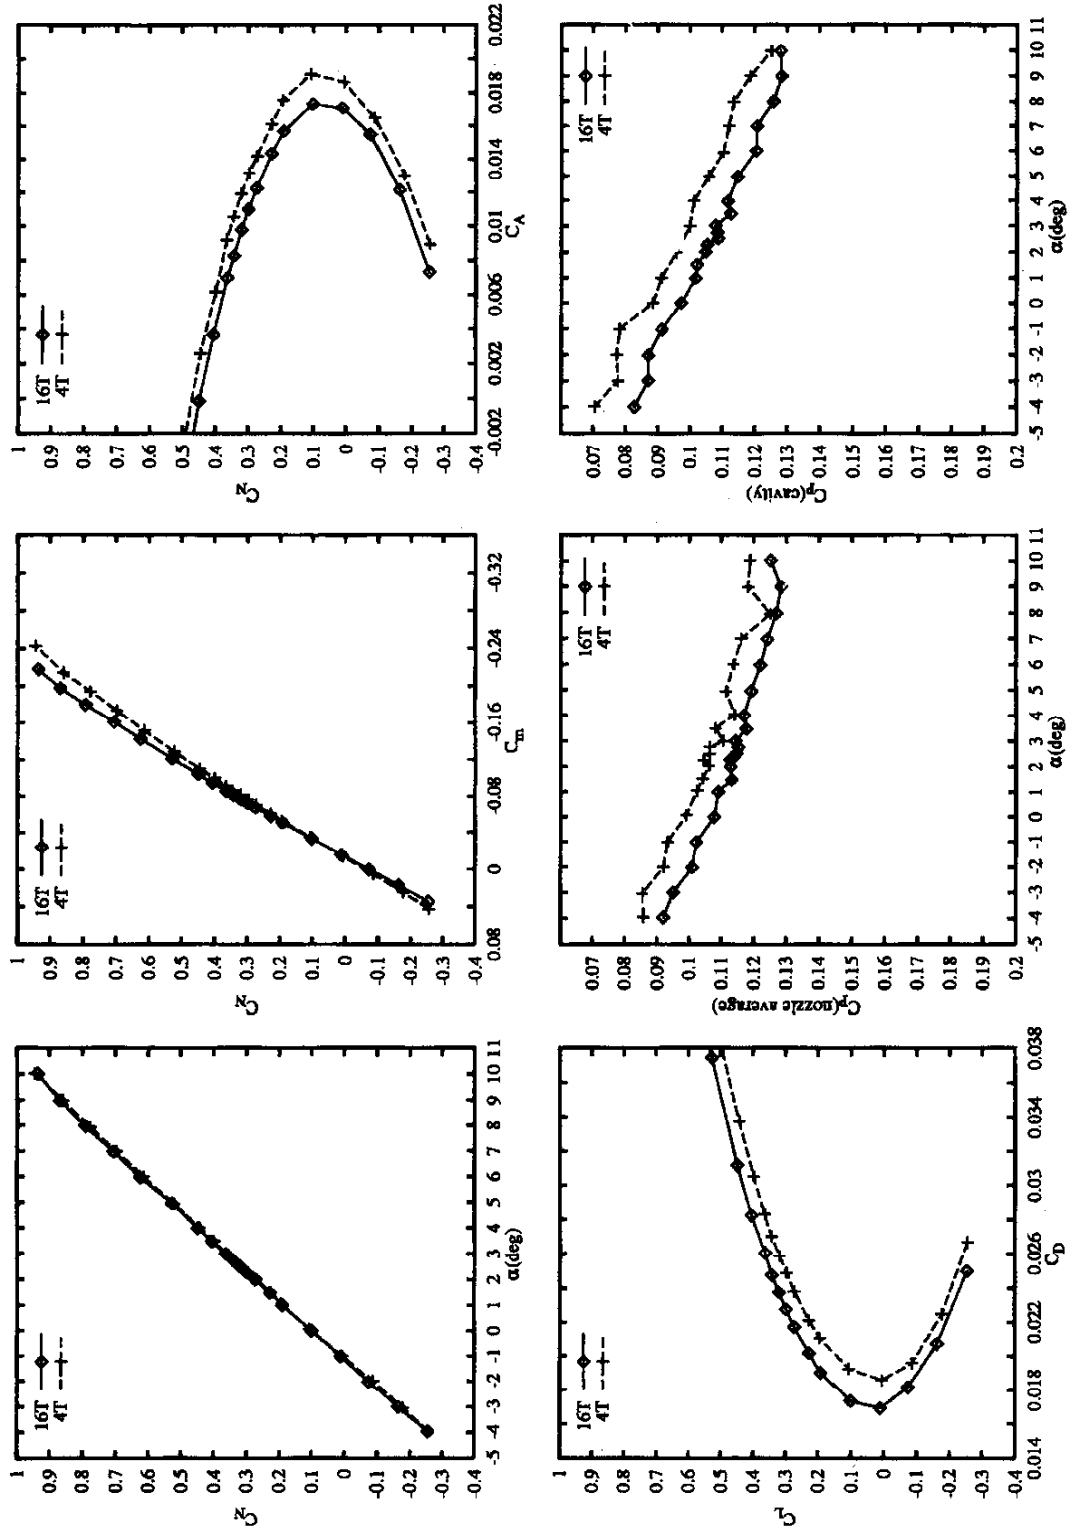 16T
4T
C_N
1
0.9
0.8
0.7
0.6
0.5
0.4
0.3
0.2
0.1
0
-0.1
-0.2
-0.3
-0.4
-5 -4 -3 -2 -1 0 1 2 3 4 5 6 7 8 9 10 11
α(deg)
16T
4T
C_N
1
0.9
0.8
0.7
0.6
0.5
0.4
0.3
0.2
0.1
0
-0.1
-0.2
-0.3
-0.4
0.08 0 -0.08 -0.16 -0.24 -0.32
C_m
16T
4T
C_N
1
0.9
0.8
0.7
0.6
0.5
0.4
0.3
0.2
0.1
0
-0.1
-0.2
-0.3
-0.4
-0.002 0.002 0.006 0.01 0.014 0.018 0.022
C_A
16T
4T
C_L
1
0.9
0.8
0.7
0.6
0.5
0.4
0.3
0.2
0.1
0
-0.1
-0.2
-0.3
-0.4
0.014 0.018 0.022 0.026 0.03 0.034 0.038
C_D
16T
4T
C_P(nozzle average)
0.07
0.08
0.09
0.1
0.11
0.12
0.13
0.14
0.15
0.16
0.17
0.18
0.19
0.2
-5 -4 -3 -2 -1 0 1 2 3 4 5 6 7 8 9 10 11
α(deg)
16T
4T
C_P(cavity)
0.07
0.08
0.09
0.1
0.11
0.12
0.13
0.14
0.15
0.16
0.17
0.18
0.19
0.2
-5 -4 -3 -2 -1 0 1 2 3 4 5 6 7 8 9 10 11
α(deg)